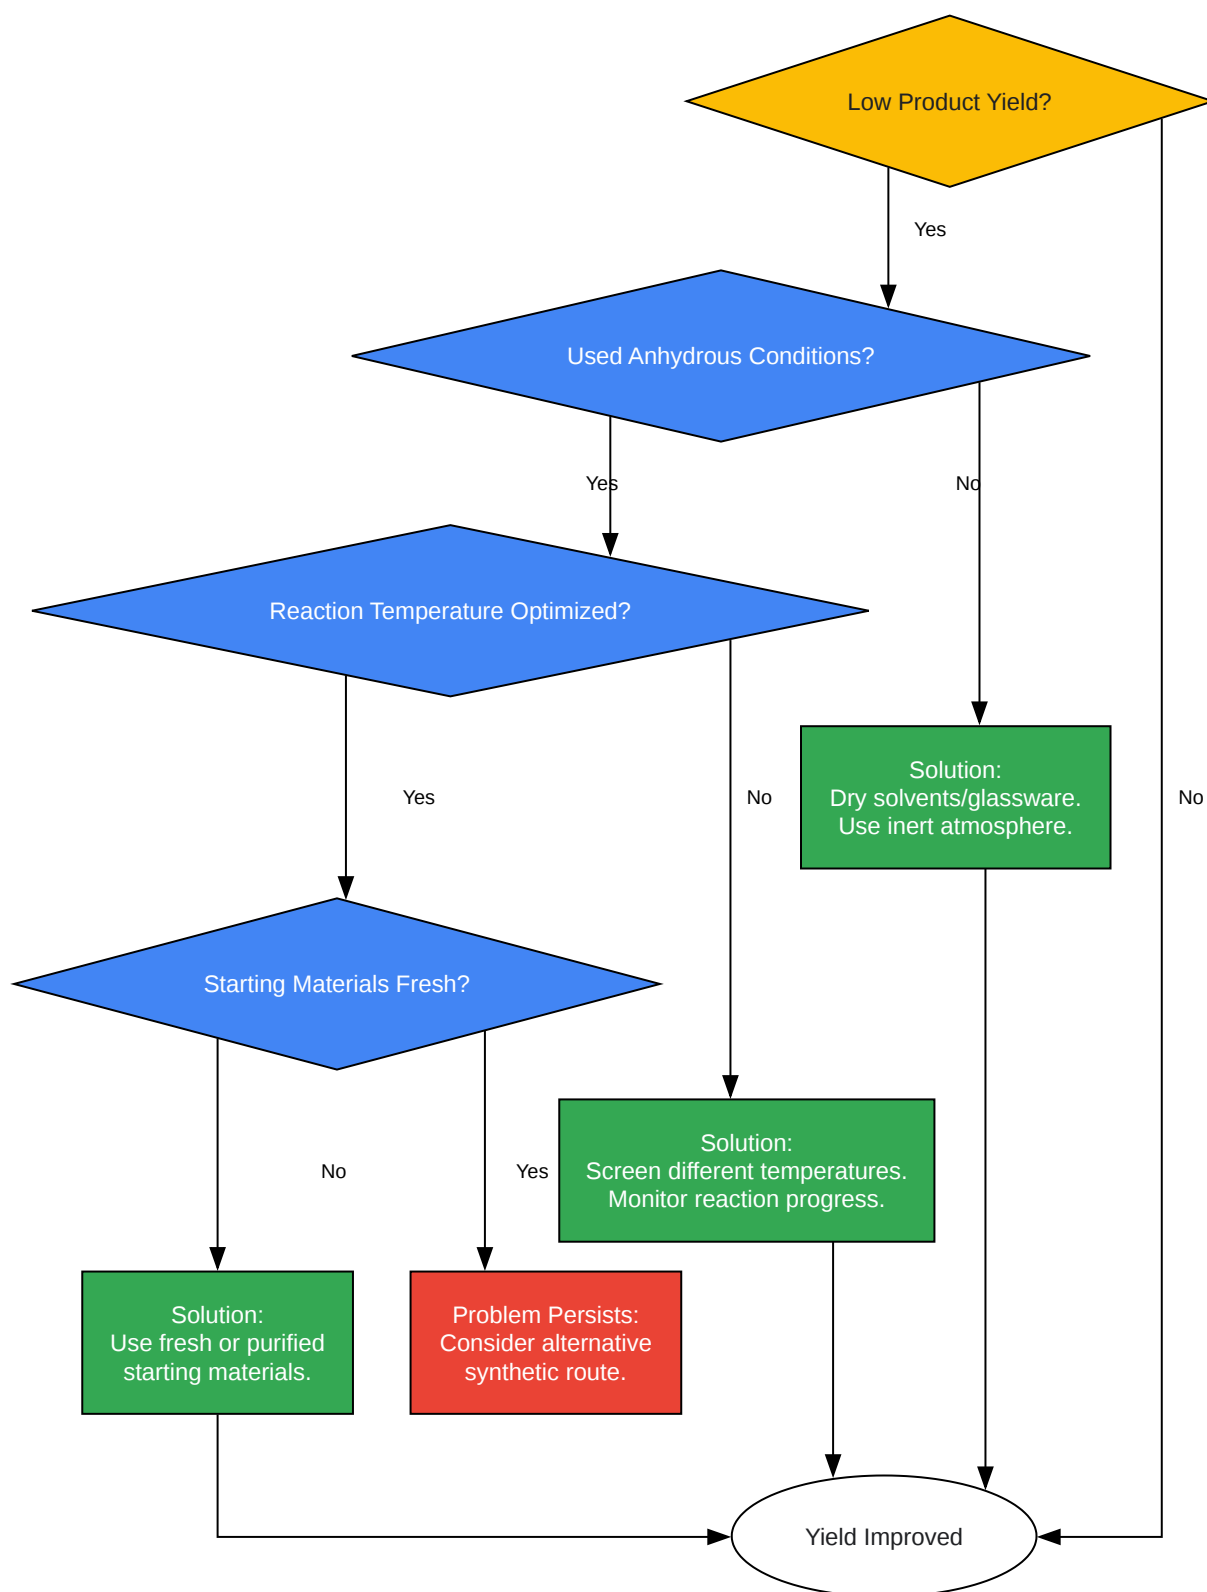 Low Product Yield?
Yes
Used Anhydrous Conditions?
Yes
No
Reaction Temperature Optimized?
Solution:
Dry solvents/glassware.
Use inert atmosphere.
Yes
No
No
Starting Materials Fresh?
Solution:
Screen different temperatures.
Monitor reaction progress.
No
Yes
Solution:
Use fresh or purified
starting materials.
Problem Persists:
Consider alternative
synthetic route.
Yield Improved